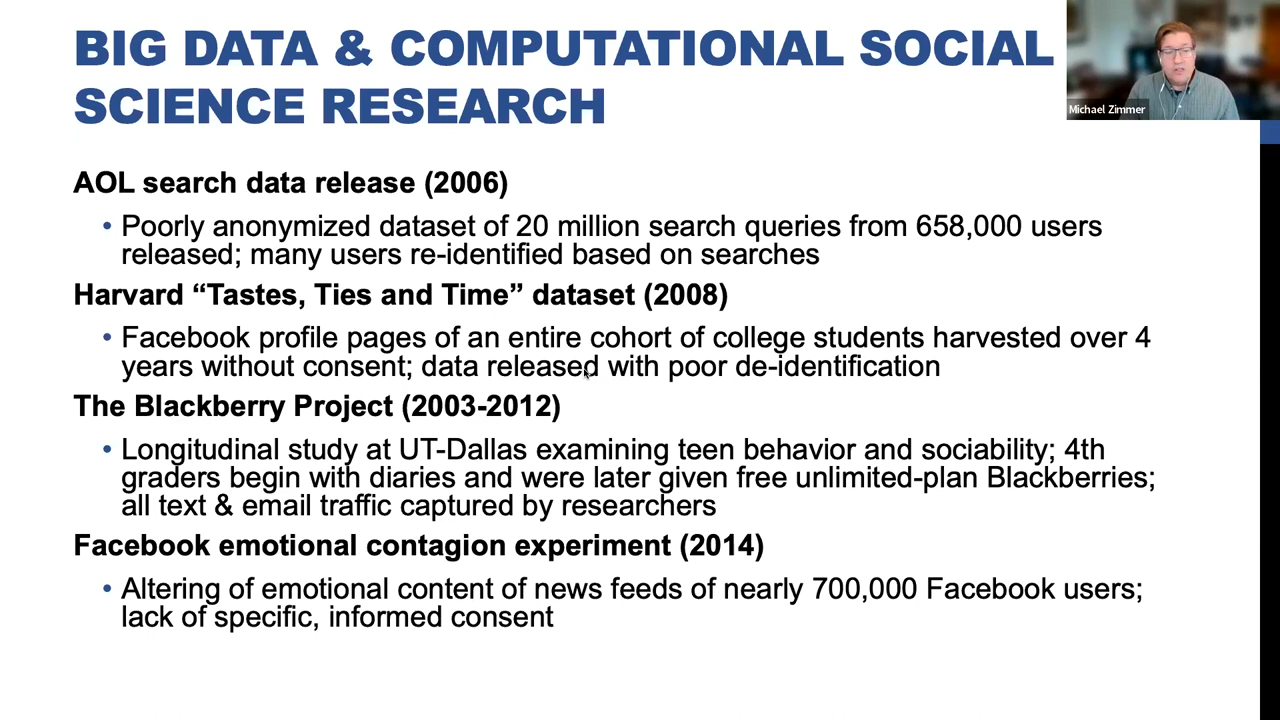 BIG DATA & COMPUTATIONAL SOCIAL
SCIENCE RESEARCH
Michael Zimmer
AOL search data release (2006)
• Poorly anonymized dataset of 20 million search queries from 658,000 users
released; many users re-identified based on searches
Harvard “Tastes, Ties and Time” dataset (2008)
• Facebook profile pages of an entire cohort of college students harvested over 4
years without consent; data released with poor de-identification
The Blackberry Project (2003-2012)
• Longitudinal study at UT-Dallas examining teen behavior and sociability; 4th
graders begin with diaries and were later given free unlimited-plan Blackberries;
all text & email traffic captured by researchers
Facebook emotional contagion experiment (2014)
• Altering of emotional content of news feeds of nearly 700,000 Facebook users;
lack of specific, informed consent